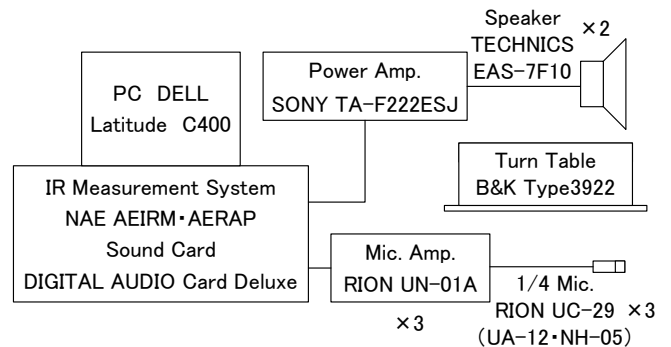 Speaker
TECHNICS ×2
EAS-7F10
Power Amp.
SONY TA-F222ESJ
PC DELL
Latitude C400
Turn Table
B&K Type3922
IR Measurement System
NAE AEIRM・AERAP
Sound Card
DIGITAL AUDIO Card Deluxe
Mic. Amp.
RION UN-01A
×3
1/4 Mic.
RION UC-29 ×3
(UA-12・NH-05)